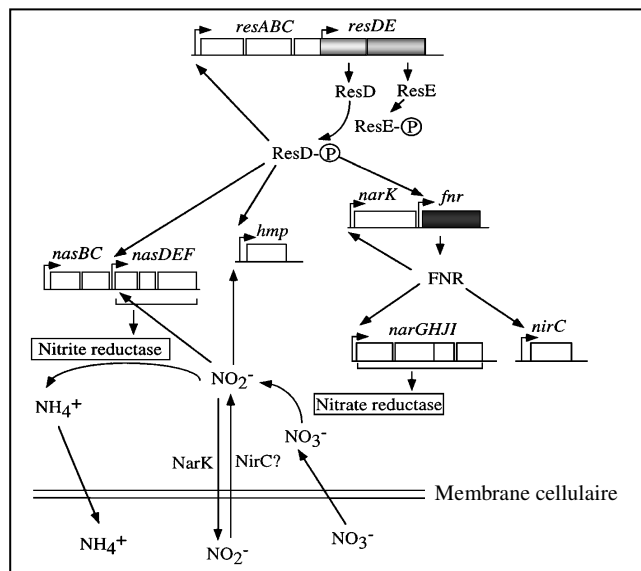 resABC resDE
ResD ResE
ResE-P
ResD-P
narK fnr
hmp
nasBC nasDEF
FNR
narGHJI nirC
Nitrite reductase
NO2-
Nitrate reductase
NH4+
NO3-
NarK NirC?
Membrane cellulaire
NH4+ NO2- NO3-